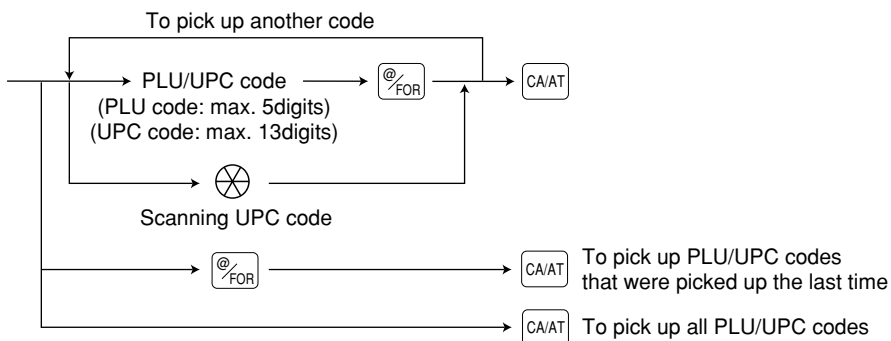 To pick up another code
PLU/UPC code
@/FOR
CA/AT
(PLU code: max. 5digits)
(UPC code: max. 13digits)
Scanning UPC code
@/FOR
CA/AT
To pick up PLU/UPC codes
that were picked up the last time
CA/AT
To pick up all PLU/UPC codes